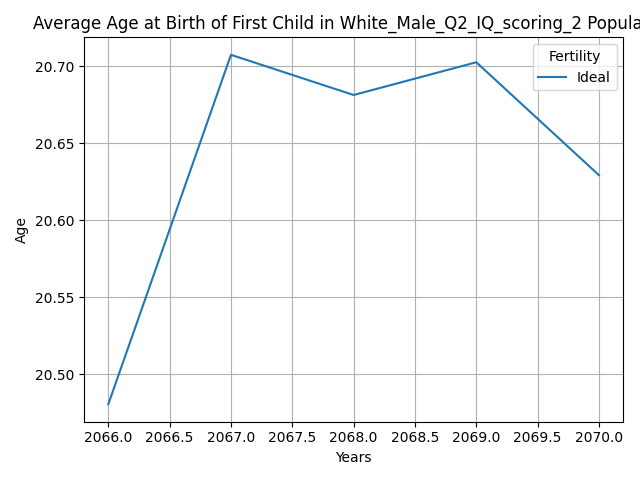 Average Age at Birth of First Child in White_Male_Q2_IQ_scoring_2 Popula
Fertility
Ideal
20.70
20.65
20.60
20.55
20.50
Age
2066.0 2066.5 2067.0 2067.5 2068.0 2068.5 2069.0 2069.5 2070.0
Years